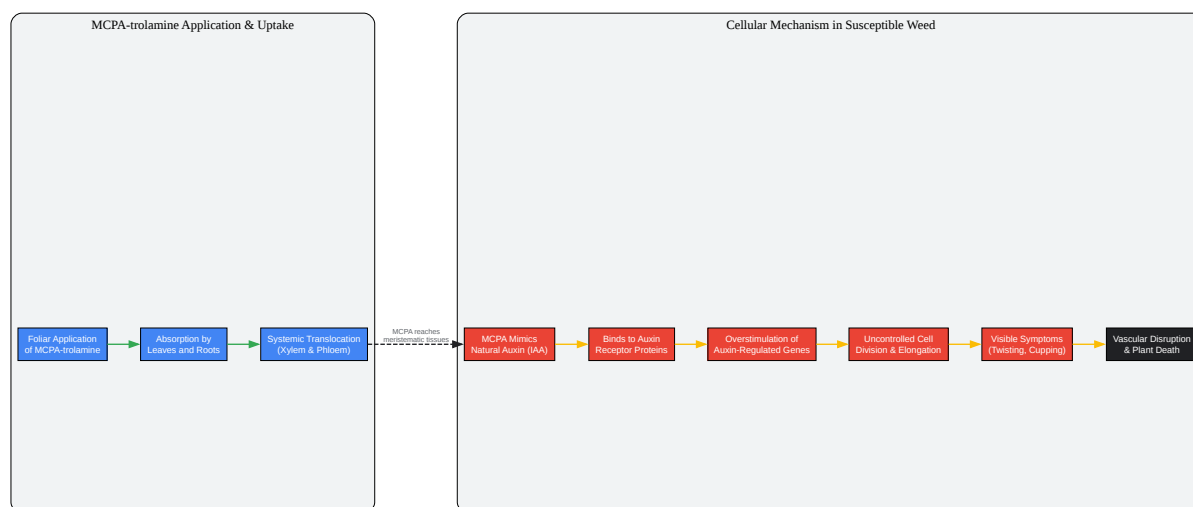 MCPA-trolamine Application & Uptake
Cellular Mechanism in Susceptible Weed
Foliar Application
of MCPA-trolamine
Absorption by
Leaves and Roots
Systemic Translocation
(Xylem & Phloem)
MCPA reaches
meristematic tissues
MCPA Mimics
Natural Auxin (IAA)
Binds to Auxin
Receptor Proteins
Overstimulation of
Auxin-Regulated Genes
Uncontrolled Cell
Division & Elongation
Visible Symptoms
(Twisting, Cupping)
Vascular Disruption
& Plant Death